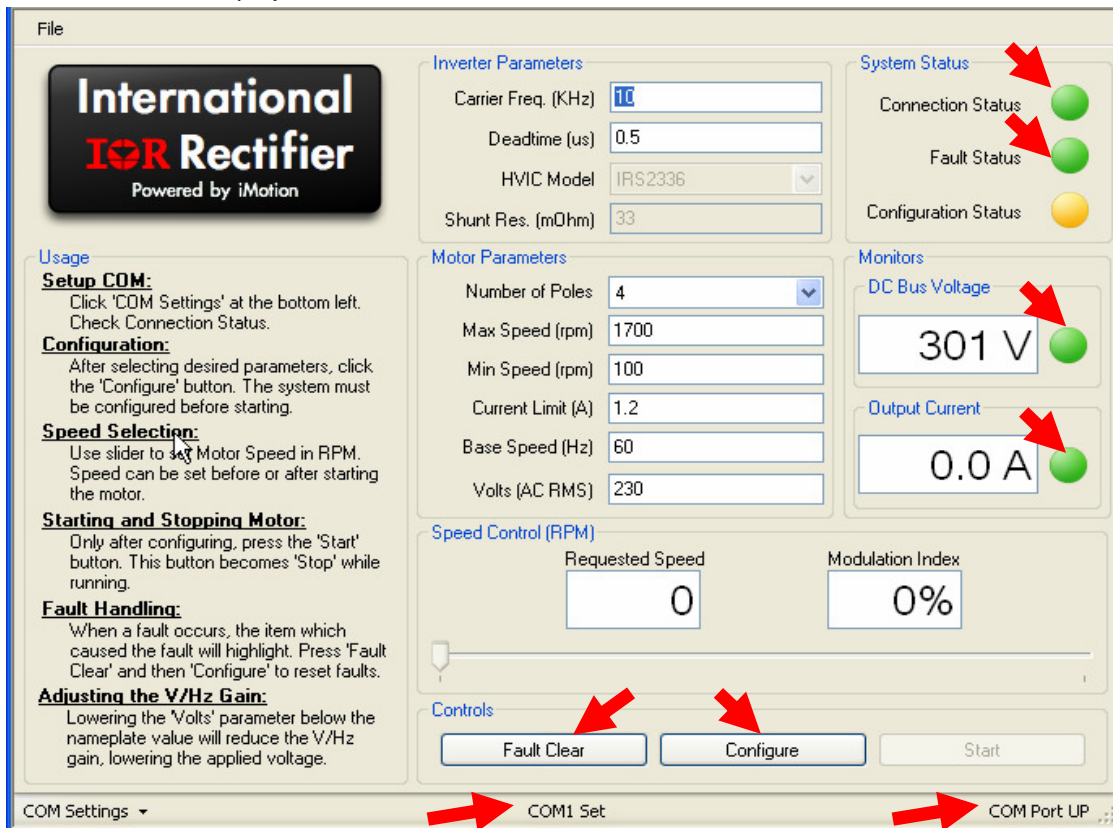 File
International
IOR Rectifier
Powered by iMotion
Inverter Parameters
Carrier Freq. (KHz) 10
Deadtime (us) 0.5
HVIC Model IRS2336
Shunt Res. (mOhm) 33
System Status
Connection Status
Fault Status
Configuration Status
Usage
Setup COM:
Click 'COM Settings' at the bottom left.
Check Connection Status.
Configuration:
After selecting desired parameters, click
the 'Configure' button. The system must
be configured before starting.
Speed Selection:
Use slider to set Motor Speed in RPM.
Speed can be set before or after starting
the motor.
Starting and Stopping Motor:
Only after configuring, press the 'Start'
button. This button becomes 'Stop' while
running.
Fault Handling:
When a fault occurs, the item which
caused the fault will highlight. Press 'Fault
Clear' and then 'Configure' to reset faults.
Adjusting the V/Hz Gain:
Lowering the 'Volts' parameter below the
nameplate value will reduce the V/Hz
gain, lowering the applied voltage.
Motor Parameters
Number of Poles 4
Max Speed (rpm) 1700
Min Speed (rpm) 100
Current Limit (A) 1.2
Base Speed (Hz) 60
Volts (AC RMS) 230
Monitors
DC Bus Voltage
301 V
Output Current
0.0 A
Speed Control (RPM)
Requested Speed
0
Modulation Index
0%
Controls
Fault Clear
Configure
Start
COM Settings
COM1 Set
COM Port UP